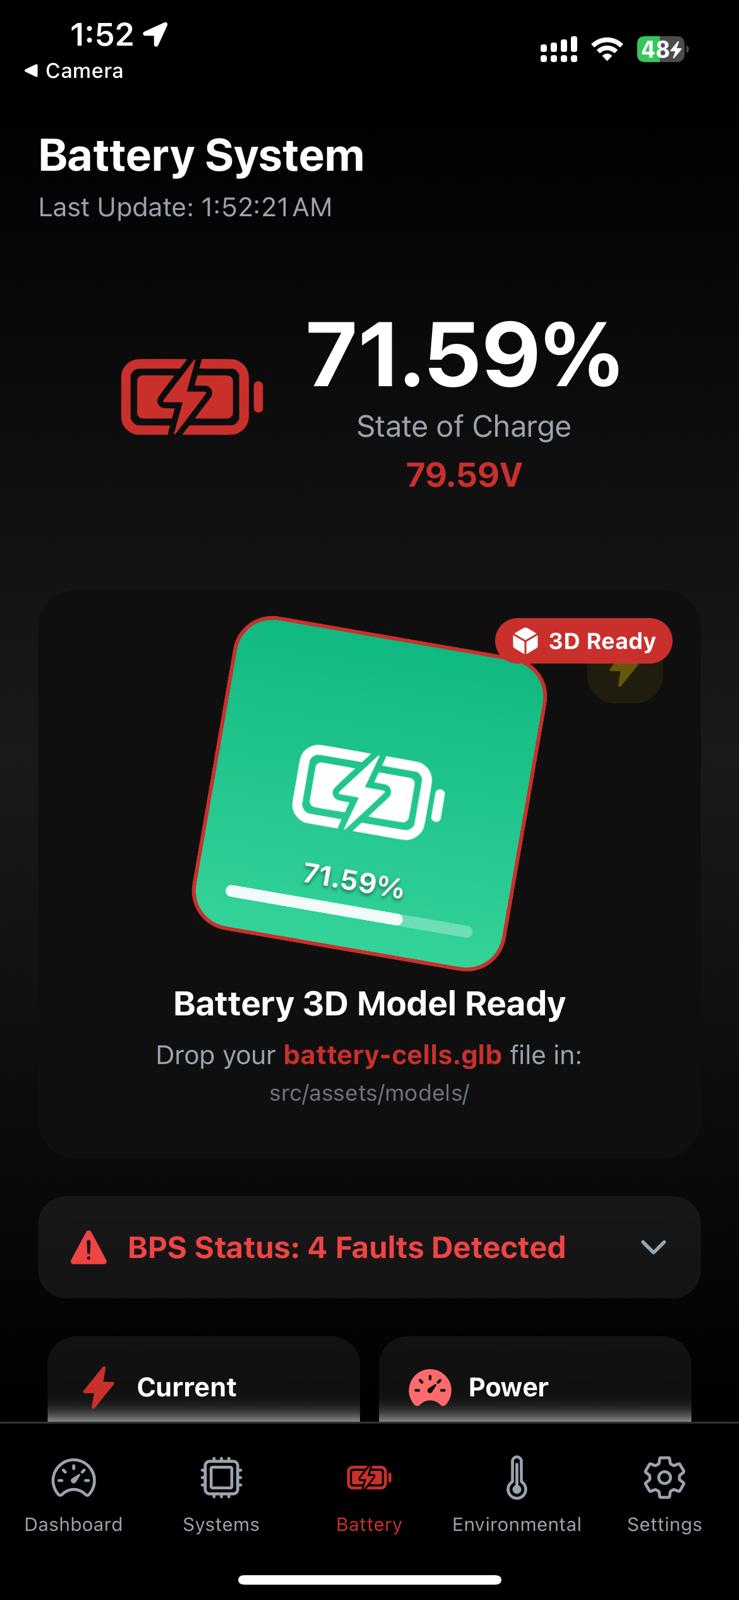 1:52
48
◀ Camera
Battery System
Last Update: 1:52:21 AM
71.59%
State of Charge
79.59V
3D Ready
71.59%
Battery 3D Model Ready
Drop your battery-cells.glb file in:
src/assets/models/
BPS Status: 4 Faults Detected
Current
Power
Dashboard
Systems
Battery
Environmental
Settings